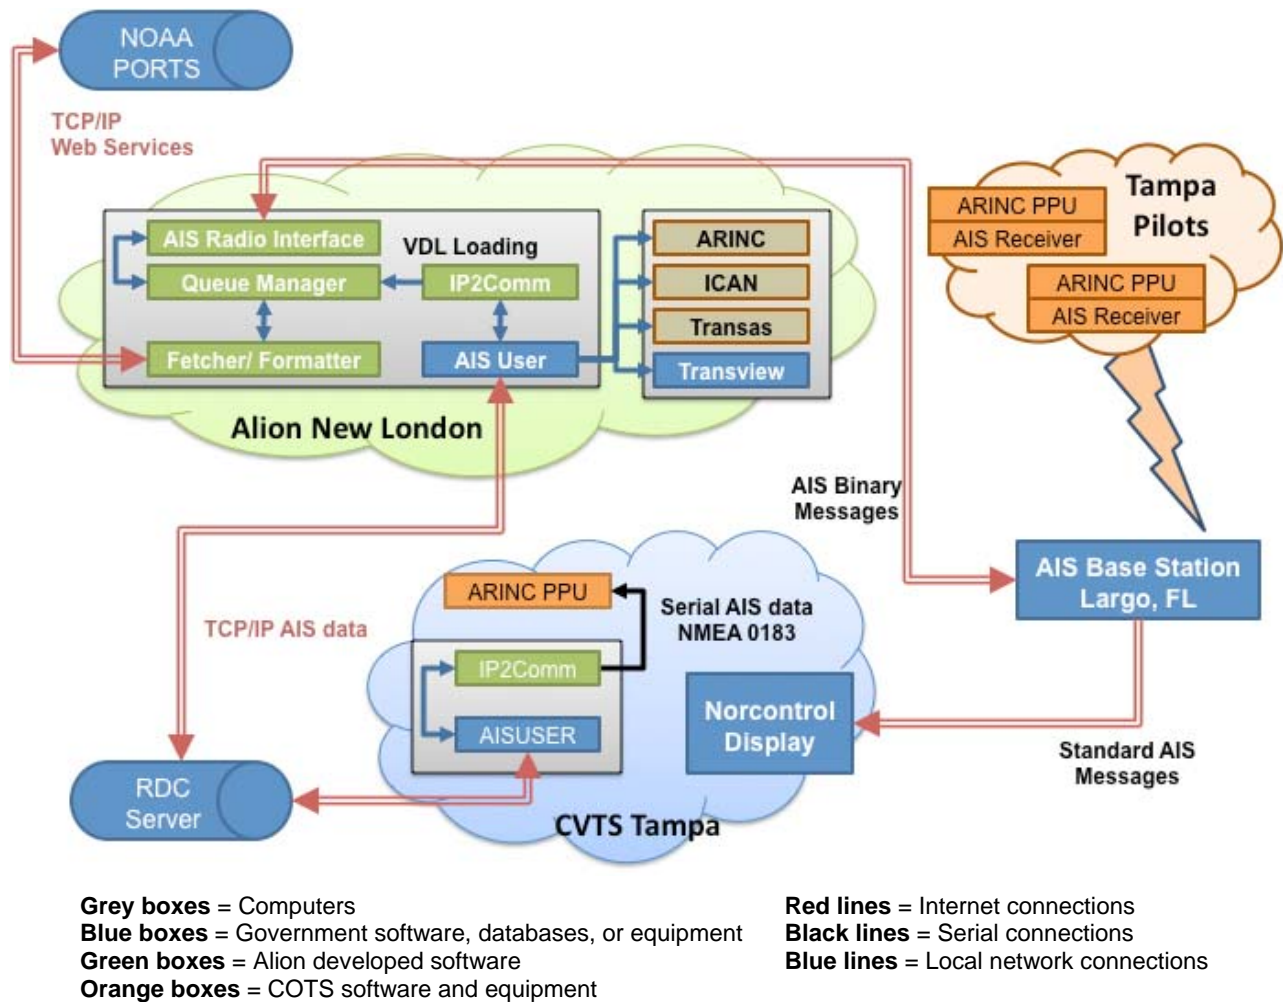 NOAA
PORTS
TCP/IP
Web Services
AIS Radio Interface
Queue Manager
Fetcher/ Formatter
VDL Loading
IP2Comm
AIS User
ARINC
ICAN
Transas
Transview
Alion New London
ARINC PPU
AIS Receiver
Tampa
Pilots
ARINC PPU
AIS Receiver
AIS Binary
Messages
AIS Base Station
Largo, FL
TCP/IP AIS data
ARINC PPU
Serial AIS data
NMEA 0183
IP2Comm
AISUSER
Norcontrol
Display
Standard AIS
Messages
RDC
Server
CVTS Tampa
Grey boxes = Computers
Blue boxes = Government software, databases, or equipment
Green boxes = Alion developed software
Orange boxes = COTS software and equipment
Red lines = Internet connections
Black lines = Serial connections
Blue lines = Local network connections